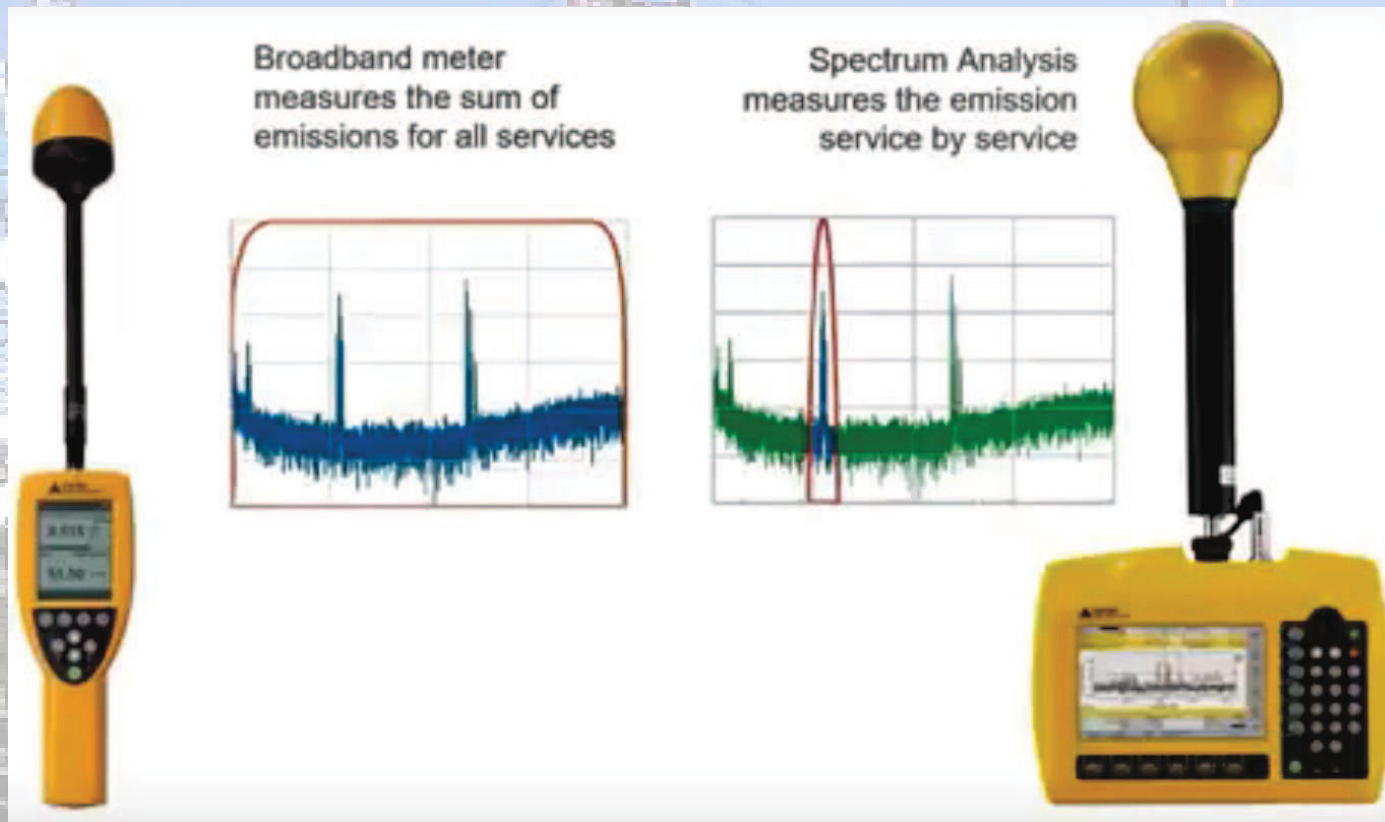 Broadband meter
measures the sum of
emissions for all services
Spectrum Analysis
measures the emission
service by service